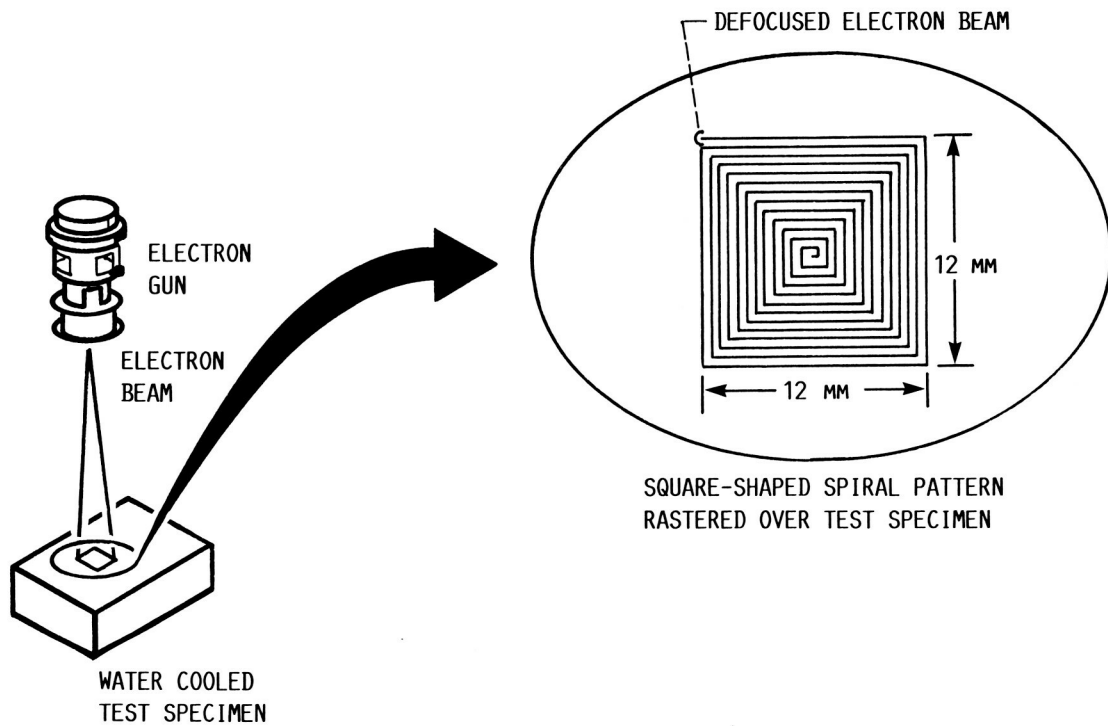 DEFOCUSED ELECTRON BEAM
ELECTRON
GUN
ELECTRON
BEAM
12 MM
12 MM
SQUARE-SHAPED SPIRAL PATTERN
RASTERED OVER TEST SPECIMEN
WATER COOLED
TEST SPECIMEN